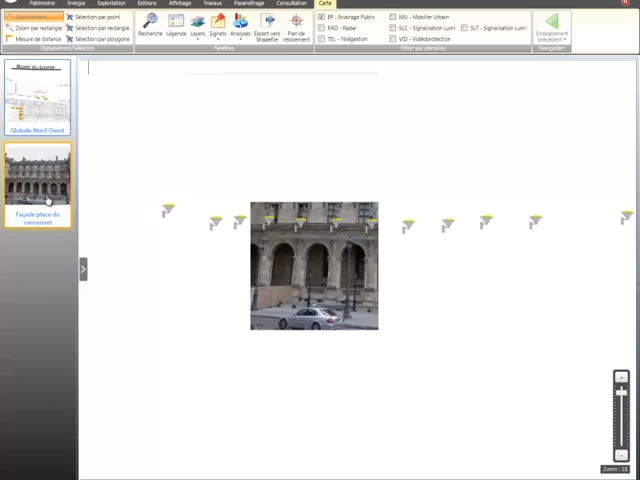 Patrimoine Energie Exploitation Editions Affichage Travaux Paramétrage Consultation Carte
Déplacement Sélection par point
Zoom par rectangle Sélection par rectangle
Mesure de distance Sélection par polygone
Déplacement/Sélection
Recherche Légende Layers Signets Analyses Export vers Shapefile Plan de récolement
Fenêtres
EP - Eclairage Public MU - Mobilier Urbain
RAD - Radar SLC - Signalisation Lumi SLT - Signalisation Lumi
TEL - Télégestion VID - Vidéoprotection
Filtrer par domaine
Emplacement précédent
Navigation
Musée du Louvre
Globale Nord Ouest
Façade place du
carroussel
Zoom : 18